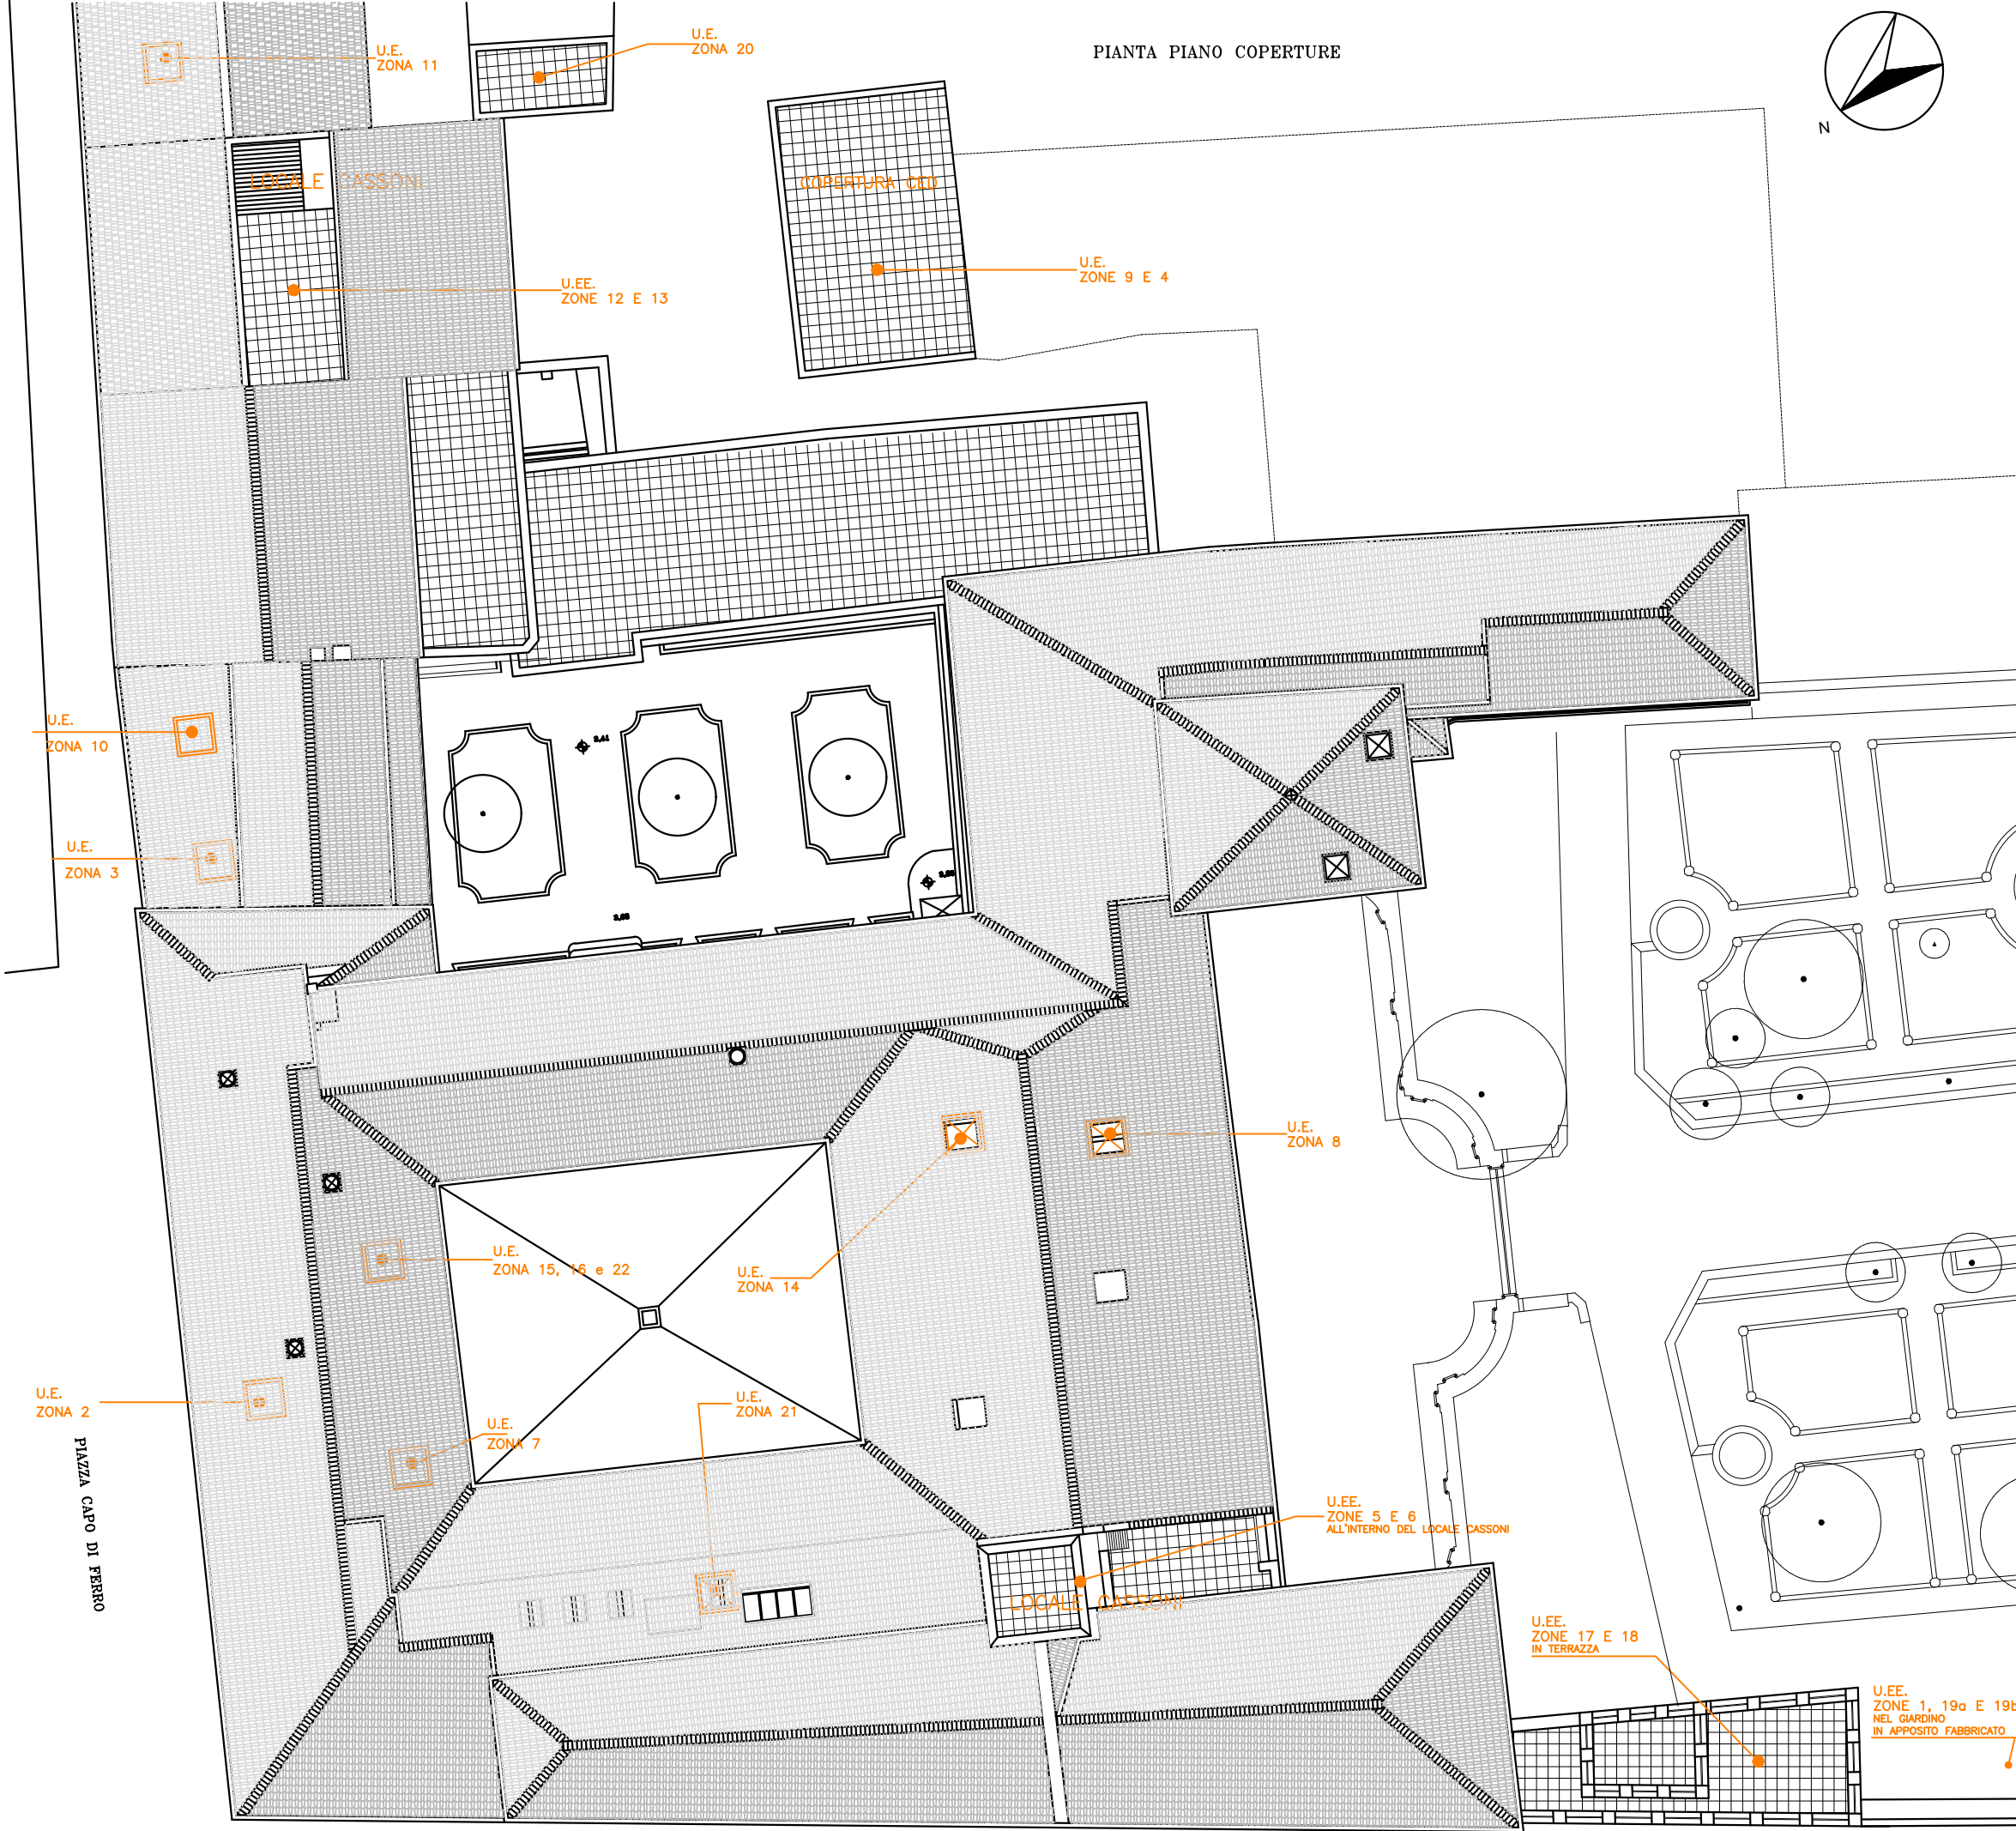 U.E.
ZONA 11
U.E.
ZONA 20
PIANTA PIANO COPERTURE
N
LOCALE CASSONI
COPERTURA CED
U.E.
ZONE 9 E 4
U.EE.
ZONE 12 E 13
U.E.
ZONA 10
3,41
U.E.
ZONA 3
U.E.
ZONA 8
U.E.
ZONA 15, 16 e 22
U.E.
ZONA 14
U.E.
ZONA 2
U.E.
ZONA 21
U.E.
ZONA 7
PIAZZA CAPO DI FERRO
U.EE.
ZONE 5 E 6
ALL'INTERNO DEL LOCALE CASSONI
LOCALE CASSONI
U.EE.
ZONE 17 E 18
IN TERRAZZA
U.EE.
ZONE 1, 19a E 19b
NEL GIARDINO
IN APPOSITO FABBRICATO